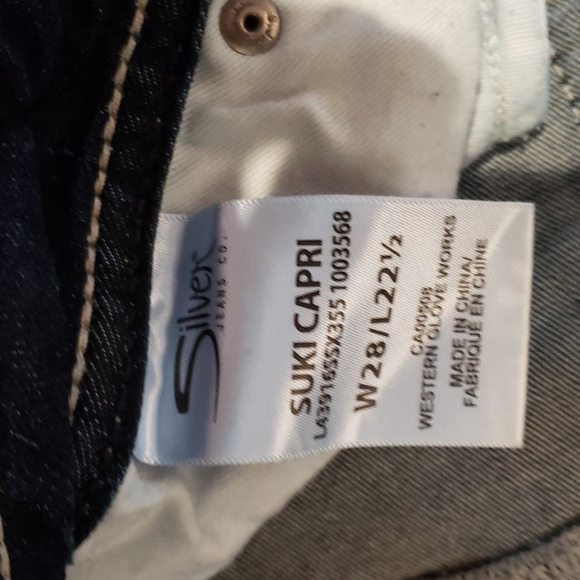 Silver
JEANS CO.
SUKI CAPRI
L43916SSX355 1003568
W28/L22½
CA00608
WESTERN GLOVE WORKS
MADE IN CHINA/
FABRIQUÉ EN CHINE